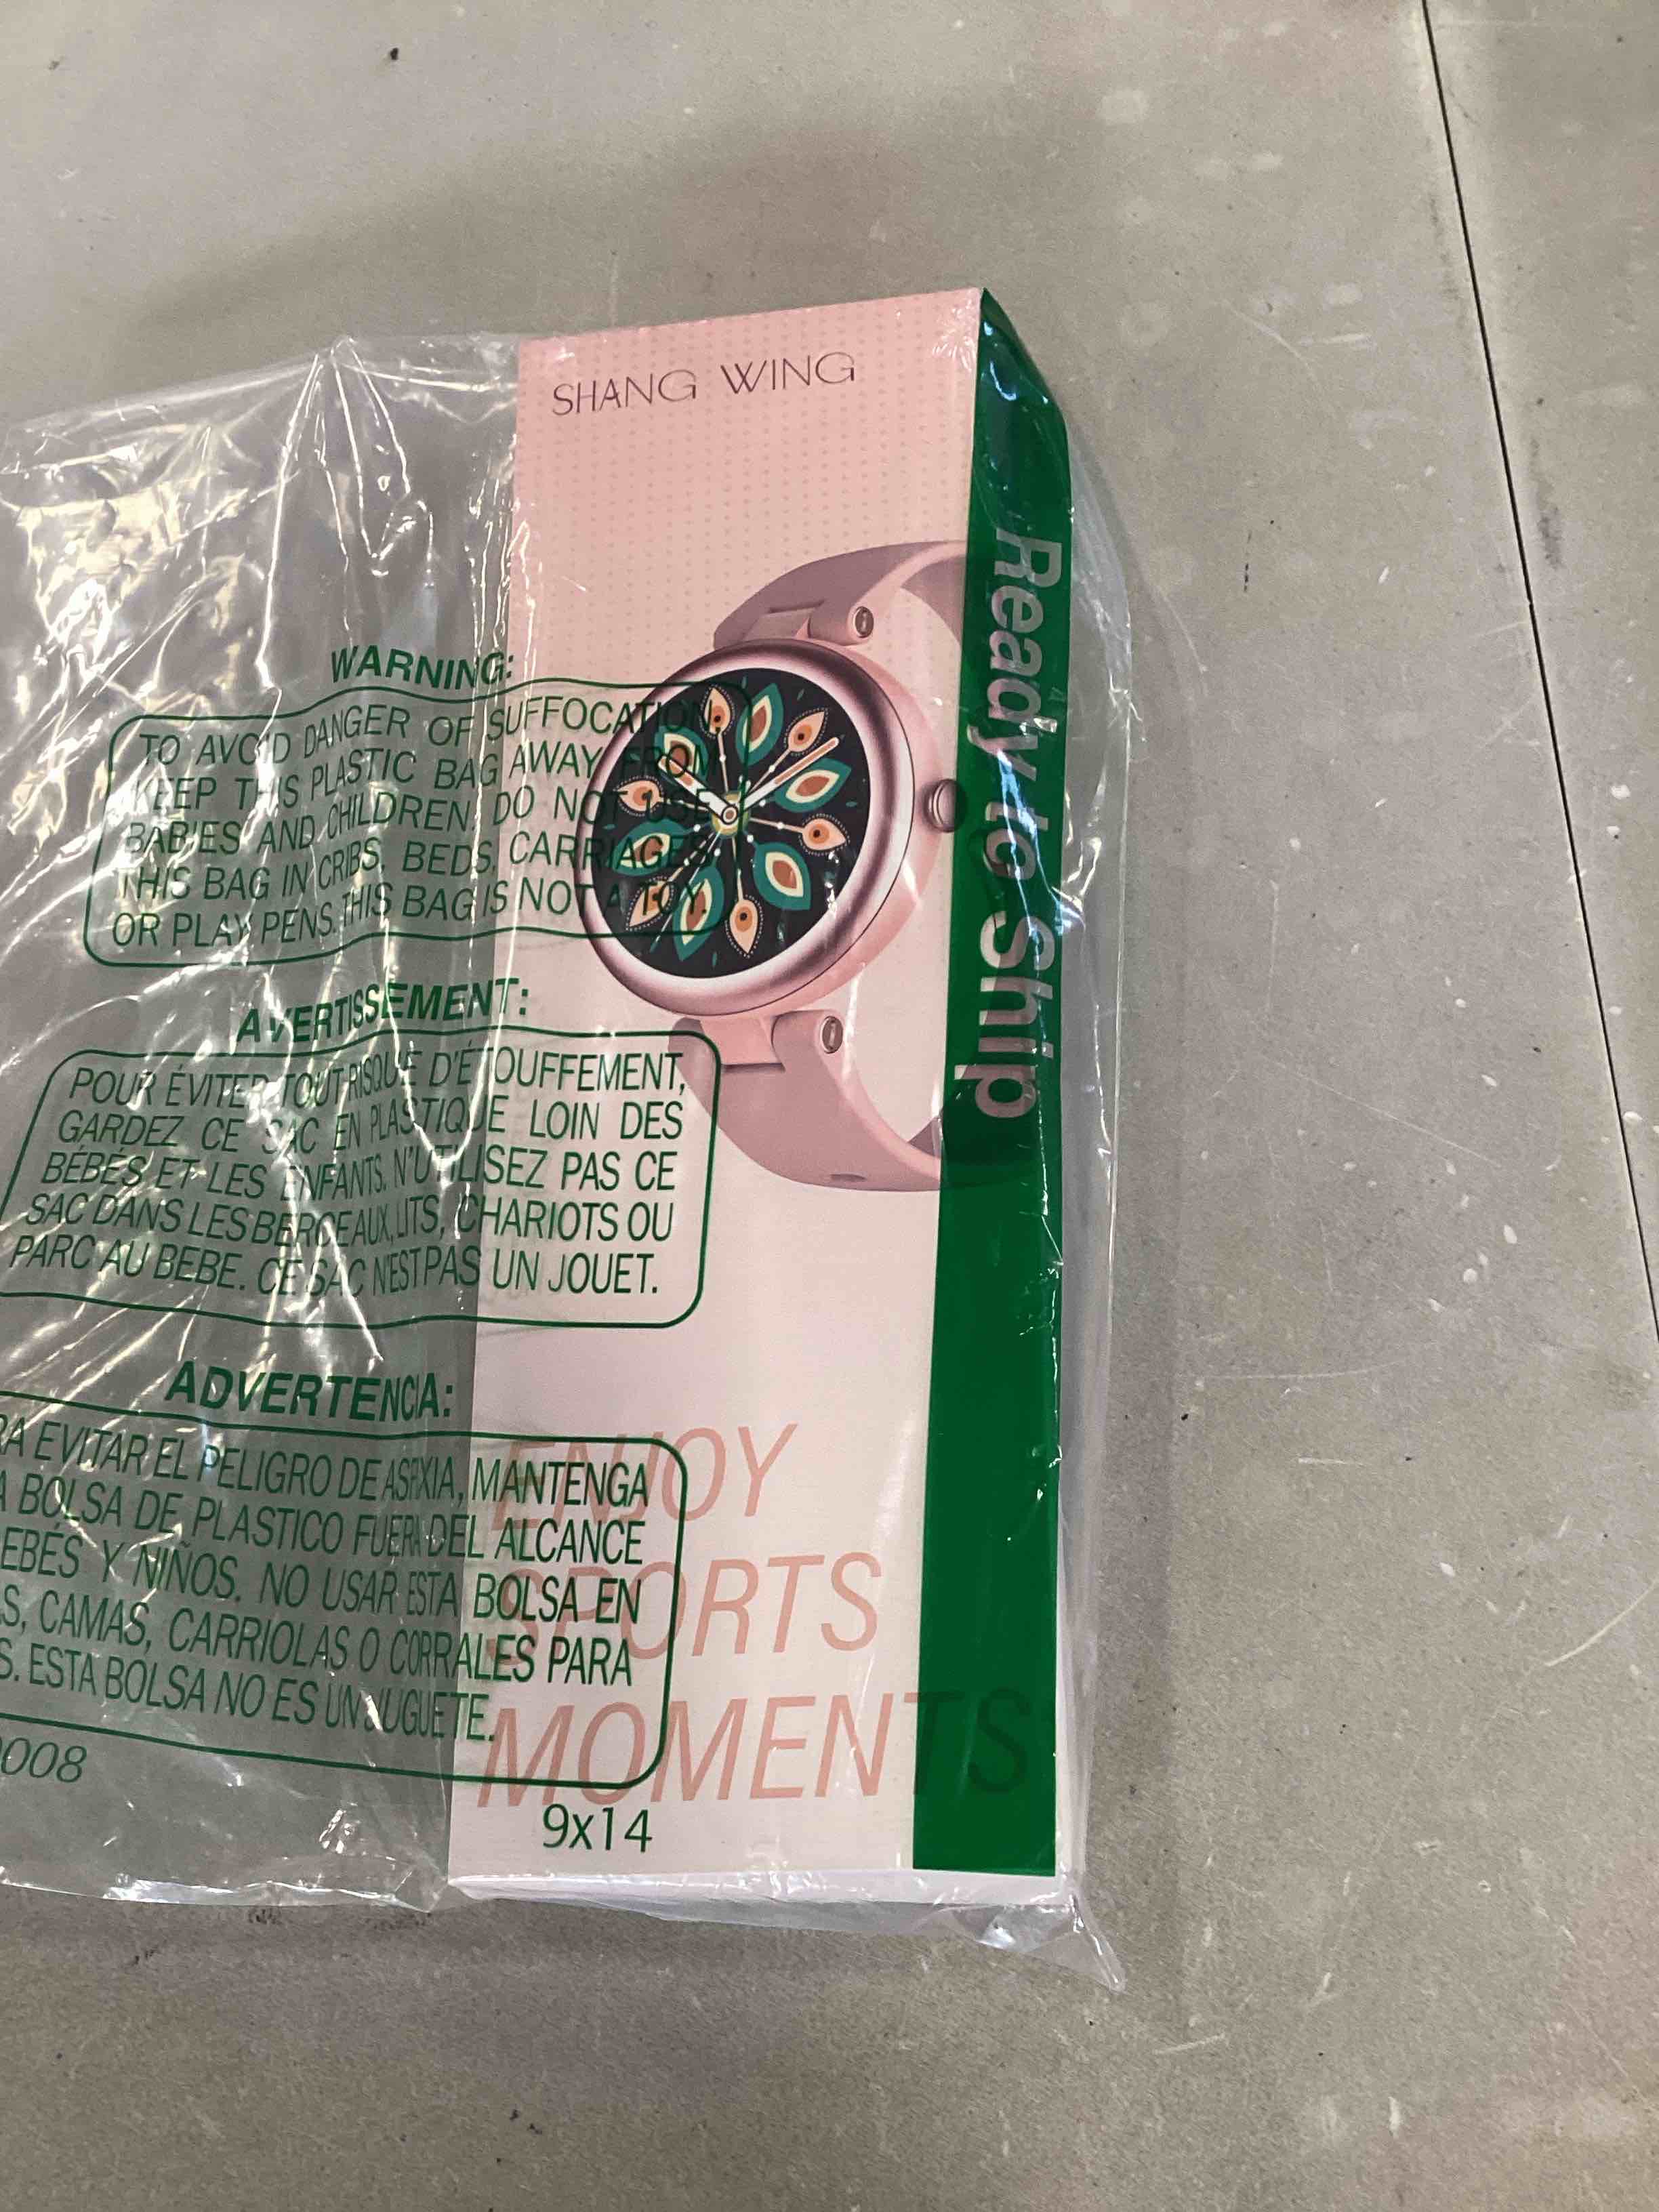 SHANG WING
Ready to Ship
WARNING:
TO AVOID DANGER OF SUFFOCATION,
KEEP THIS PLASTIC BAG AWAY FROM
BABIES AND CHILDREN. DO NOT USE
THIS BAG IN CRIBS, BEDS, CARRIAGES
OR PLAY PENS. THIS BAG IS NOT A TOY.
AVERTISSEMENT:
POUR ÉVITER TOUT RISQUE D'ÉTOUFFEMENT,
GARDEZ CE SAC EN PLASTIQUE LOIN DES
BÉBÉS ET LES ENFANTS. N'UTILISEZ PAS CE
SAC DANS LES BERCEAUX, LITS, CHARIOTS OU
PARC AU BEBE. CE SAC N'EST PAS UN JOUET.
ADVERTENCIA:
RA EVITAR EL PELIGRO DE ASFIXIA, MANTENGA
A BOLSA DE PLASTICO FUERA DEL ALCANCE
EBÉS Y NIÑOS. NO USAR ESTA BOLSA EN
S, CAMAS, CARRIOLAS O CORRALES PARA
S. ESTA BOLSA NO ES UN JUGUETE.
008
9x14
ENJOY
SPORTS
MOMENTS